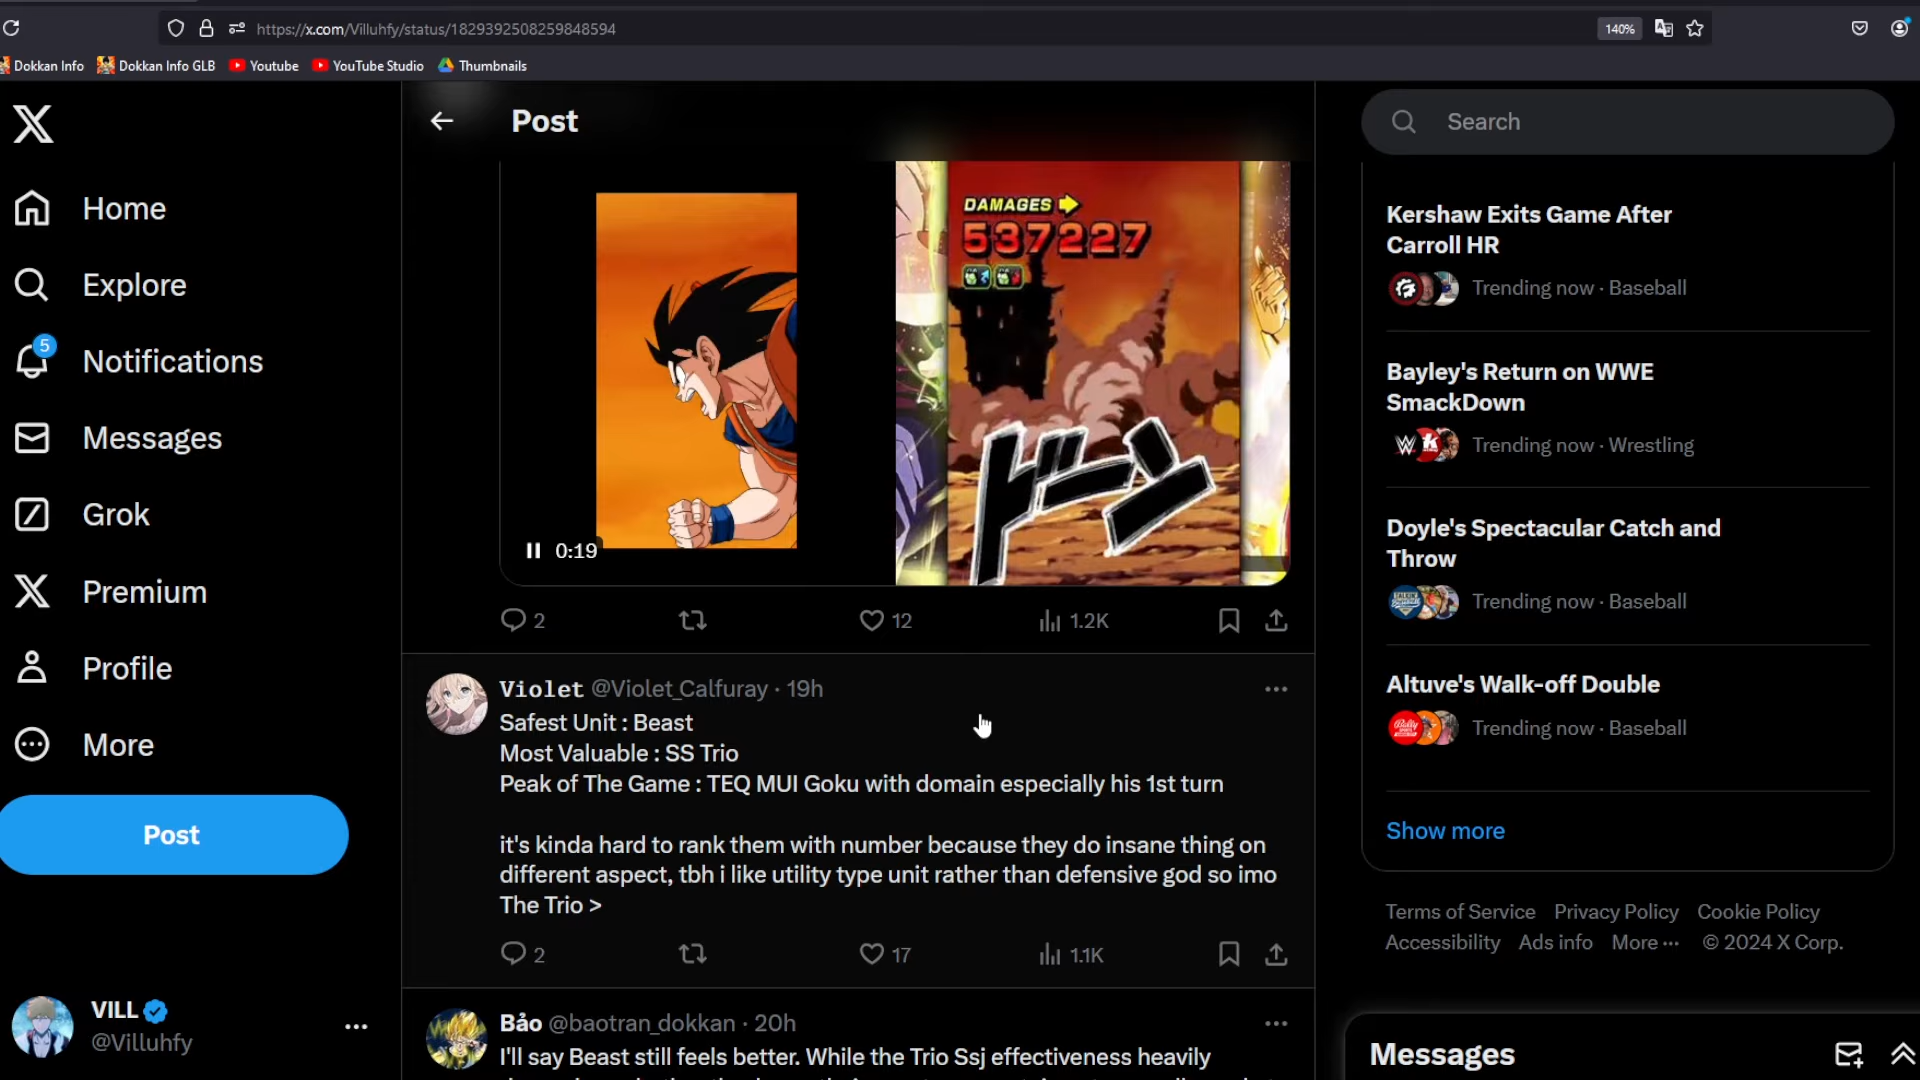 https://x.com/Villuhfy/status/1829392508259848594
140%
Dokkan Info
Dokkan Info GLB
Youtube
YouTube Studio
Thumbnails
Home
Explore
5
Notifications
Messages
Grok
Premium
Profile
More
Post
VILL
@Villuhfy
Post
DAMAGES
537227
ドーン
0:19
2
12
1.2K
Violet @Violet_Calfuray · 19h
Safest Unit : Beast
Most Valuable : SS Trio
Peak of The Game : TEQ MUI Goku with domain especially his 1st turn
it's kinda hard to rank them with number because they do insane thing on
different aspect, tbh i like utility type unit rather than defensive god so imo
The Trio >
2
17
1.1K
Bảo @baotran_dokkan · 20h
I'll say Beast still feels better. While the Trio Ssj effectiveness heavily
Search
Kershaw Exits Game After
Carroll HR
Trending now · Baseball
Bayley's Return on WWE
SmackDown
Trending now · Wrestling
Doyle's Spectacular Catch and
Throw
Trending now · Baseball
Altuve's Walk-off Double
Trending now · Baseball
Show more
Terms of Service Privacy Policy Cookie Policy
Accessibility Ads info More ··· © 2024 X Corp.
Messages